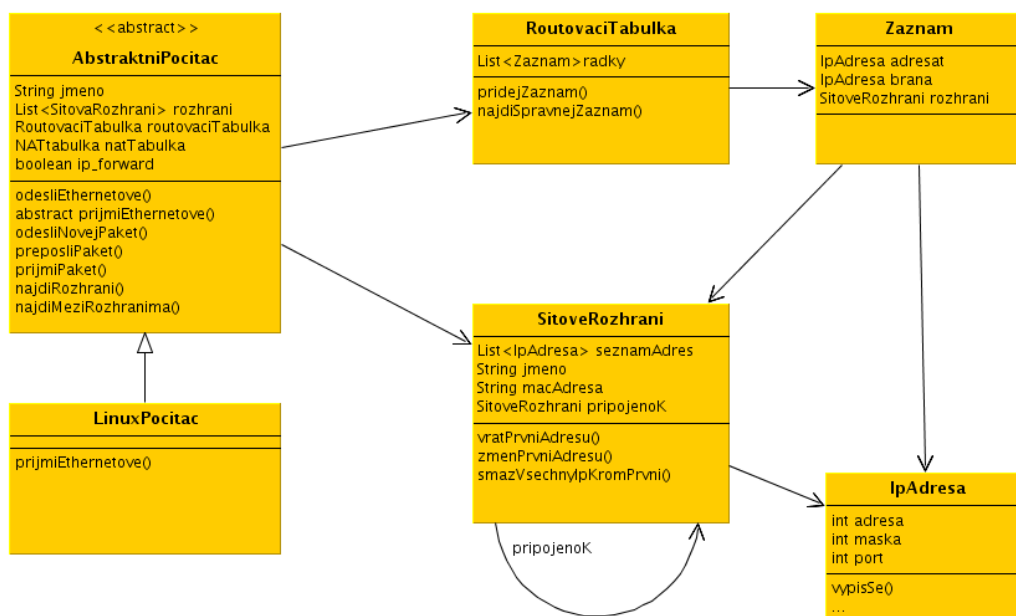 <<abstract>>
AbstraktniPocitac
String jmeno
List<SitovaRozhrani> rozhrani
RoutovaciTabulka routovaciTabulka
NATtabulka natTabulka
boolean ip_forward
odesliEthernetove()
abstract prijmiEthernetove()
odesliNovejPaket()
preposliPaket()
prijmiPaket()
najdiRozhrani()
najdiMeziRozhranima()
RoutovaciTabulka
List<Zaznam>radky
pridejZaznam()
najdiSpravnejZaznam()
Zaznam
IpAdresa adresat
IpAdresa brana
SitoveRozhrani rozhrani
LinuxPocitac
prijmiEthernetove()
SitoveRozhrani
List<IpAdresa> seznamAdres
String jmeno
String macAdresa
SitoveRozhrani pripojenoK
vratPrvniAdresu()
zmenPrvniAdresu()
smazVsechnyIpKromPrvni()
pripojenoK
IpAdresa
int adresa
int maska
int port
vypisSe()
...